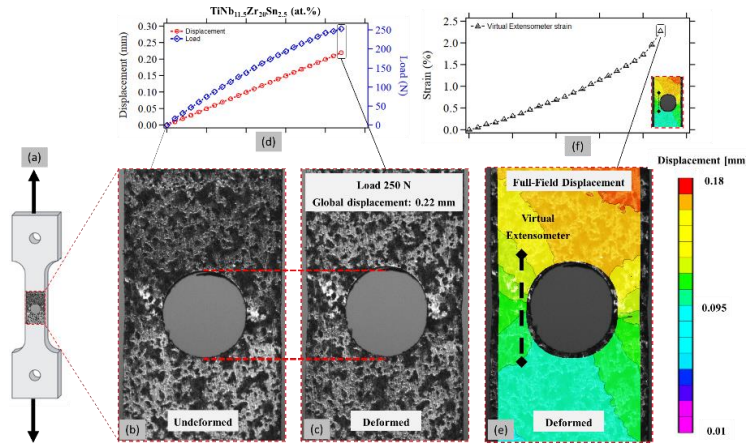 TiNb11.5Zr20Sn2.5 (at.%)
Displacement (mm)
0.30
0.25
0.20
0.15
0.10
0.05
0.00
Displacement
Load
250
200
150
100
50
0
Load (N)
(d)
Strain (%)
2.5
2.0
1.5
1.0
0.5
0.0
Virtual Extensometer strain
(f)
(a)
Load 250 N
Global displacement: 0.22 mm
Full-Field Displacement
Virtual
Extensometer
Displacement [mm
0.18
0.095
0.01
(b)
Undeformed
(c)
Deformed
(e)
Deformed